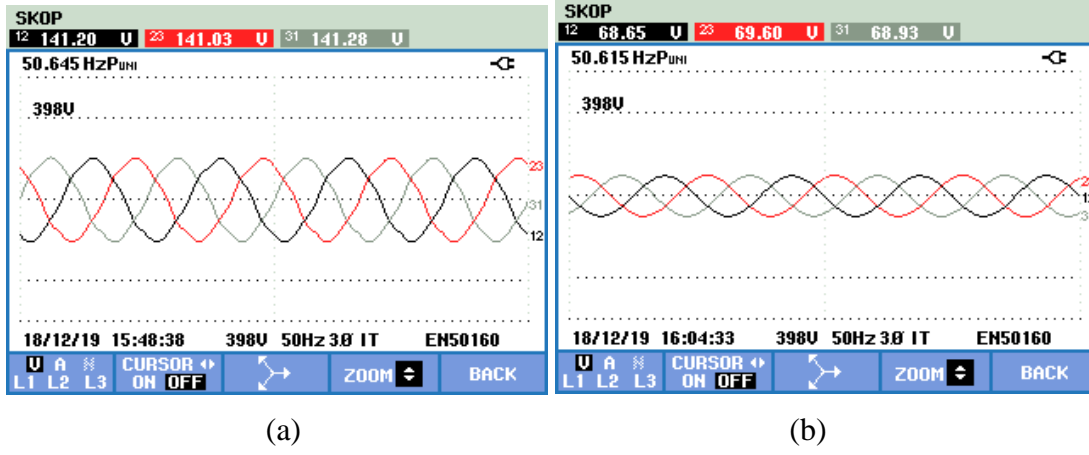 SKOP
12 141.20 V 23 141.03 V 31 141.28 V
50.645 HzPUNI
398V
23
31
12
18/12/19 15:48:38 398V 50Hz 3.0 IT EN50160
V A L1 L2 L3 CURSOR ON OFF ZOOM BACK
(a)
SKOP
12 68.65 V 23 69.60 V 31 68.93 V
50.615 HzPUNI
398V
12
18/12/19 16:04:33 398V 50Hz 3.0 IT EN50160
V A L1 L2 L3 CURSOR ON OFF ZOOM BACK
(b)